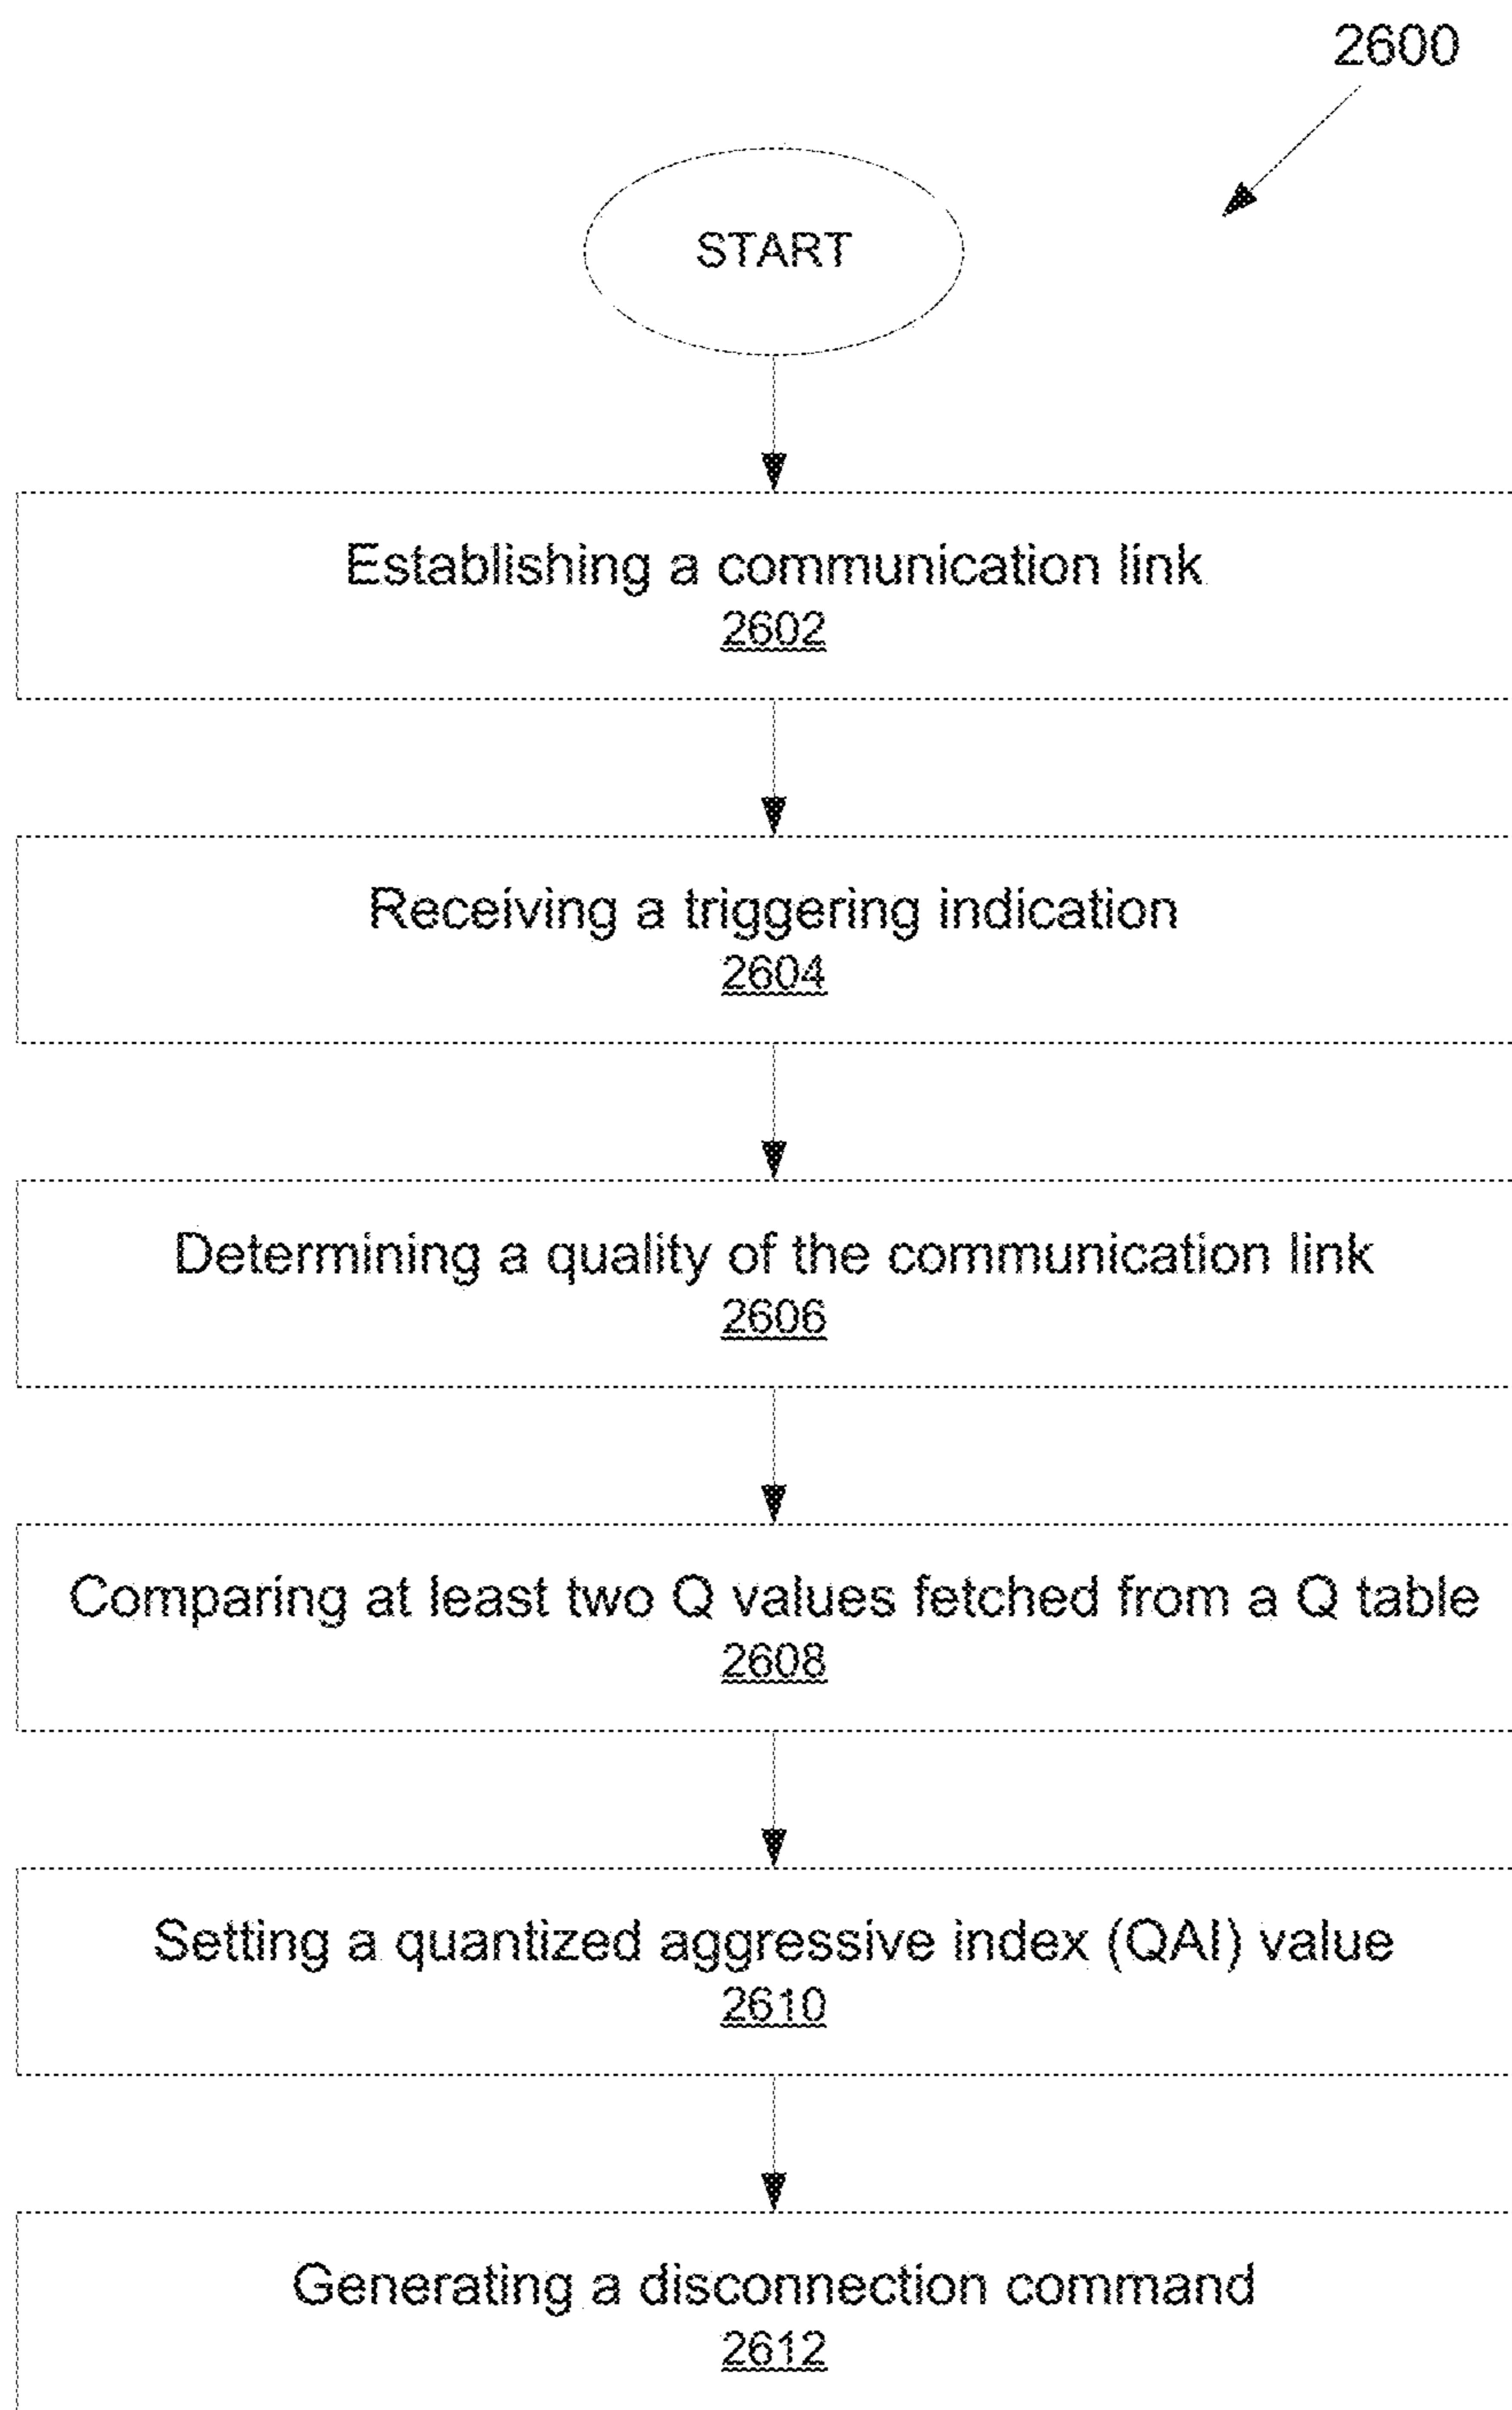 2600
START
Establishing a communication link
2602
Receiving a triggering indication
2604
Determining a quality of the communication link
2606
Comparing at least two Q values fetched from a Q table
2608
Setting a quantized aggressive index (QAI) value
2610
Generating a disconnection command
2612